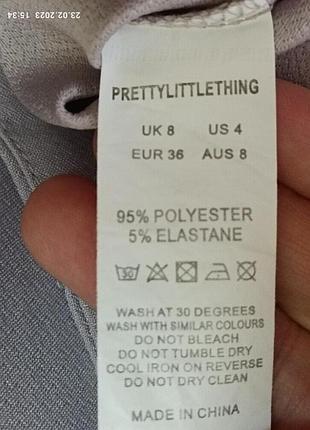 23.02.2023 15:34
PRETTYLITTLETHING
UK 8 US 4
EUR 36 AUS 8
95% POLYESTER
5% ELASTANE
30
WASH AT 30 DEGREES
WASH WITH SIMILAR COLOURS
DO NOT BLEACH
DO NOT TUMBLE DRY
COOL IRON ON REVERSE
DO NOT DRY CLEAN
MADE IN CHINA